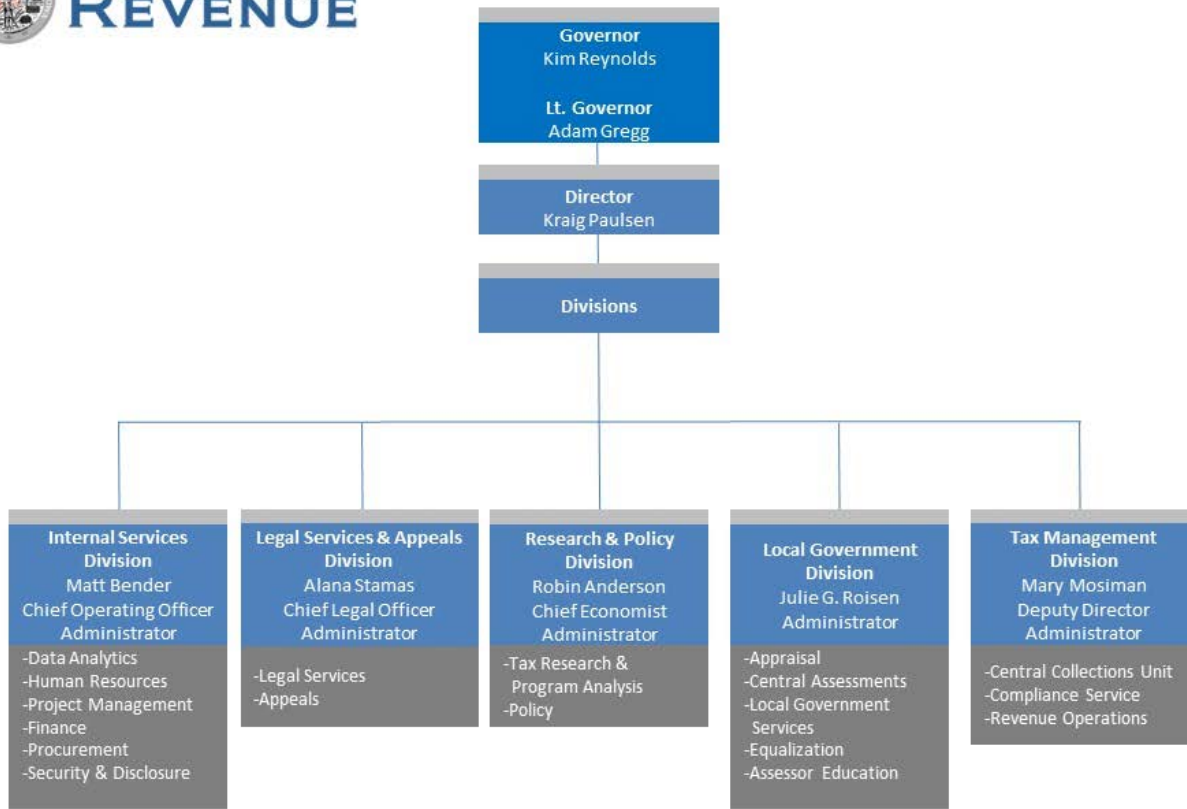 REVENUE
Governor
Kim Reynolds
Lt. Governor
Adam Gregg
Director
Kraig Paulsen
Divisions
Internal Services
Division
Matt Bender
Chief Operating Officer
Administrator
-Data Analytics
-Human Resources
-Project Management
-Finance
-Procurement
-Security & Disclosure
Legal Services & Appeals
Division
Alana Stamas
Chief Legal Officer
Administrator
-Legal Services
-Appeals
Research & Policy
Division
Robin Anderson
Chief Economist
Administrator
-Tax Research &
Program Analysis
-Policy
Local Government
Division
Julie G. Roisen
Administrator
-Appraisal
-Central Assessments
-Local Government
Services
-Equalization
-Assessor Education
Tax Management
Division
Mary Mosiman
Deputy Director
Administrator
-Central Collections Unit
-Compliance Service
-Revenue Operations